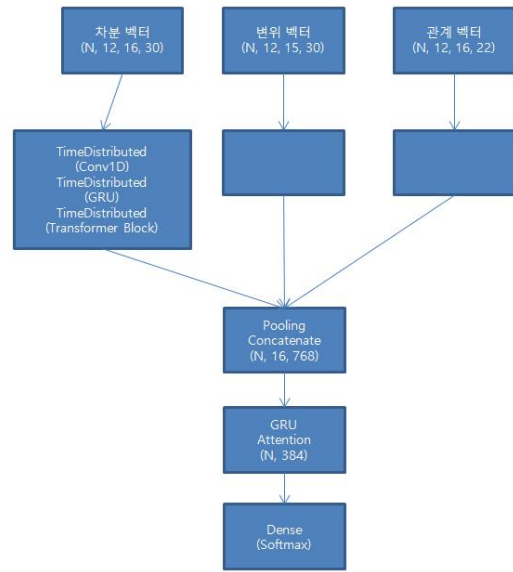 차분 벡터
(N, 12, 16, 30)
변위 벡터
(N, 12, 15, 30)
관계 벡터
(N, 12, 16, 22)
TimeDistributed
(Conv1D)
TimeDistributed
(GRU)
TimeDistributed
(Transformer Block)
Pooling
Concatenate
(N, 16, 768)
GRU
Attention
(N, 384)
Dense
(Softmax)